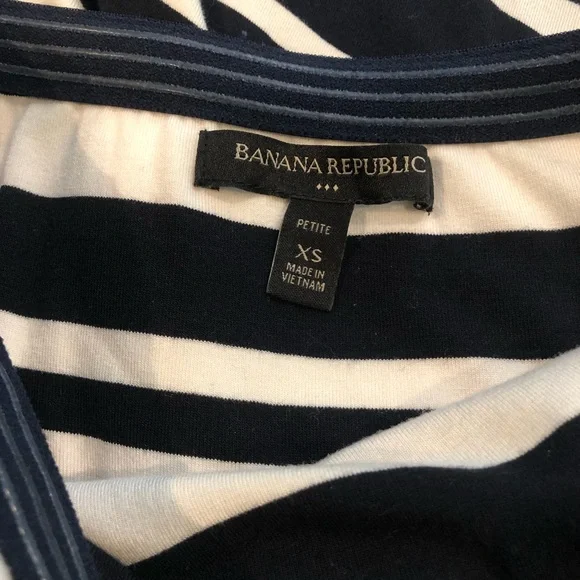 BANANA REPUBLIC
PETITE
XS
MADE IN
VIETNAM